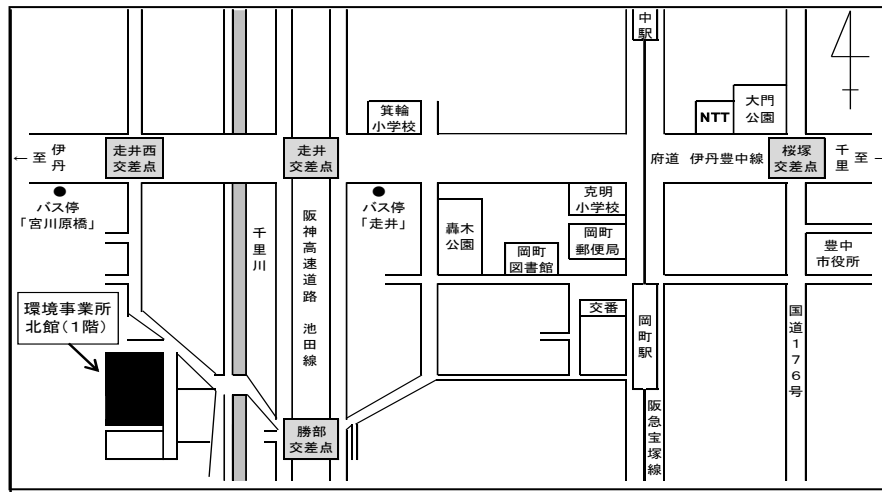 中駅
箕輪
小学校
NTT
大門
公園
←至
伊丹
走井西
交差点
走井
交差点
府道 伊丹豊中線
桜塚
交差点
千里
至→
バス停
「宮川原橋」
千里川
阪神高速道路 池田線
バス停
「走井」
轟木
公園
克明
小学校
岡町
郵便局
岡町
図書館
豊中
市役所
環境事業所
北館(1階)
交番
岡町駅
国道176号
勝部
交差点
阪急宝塚線